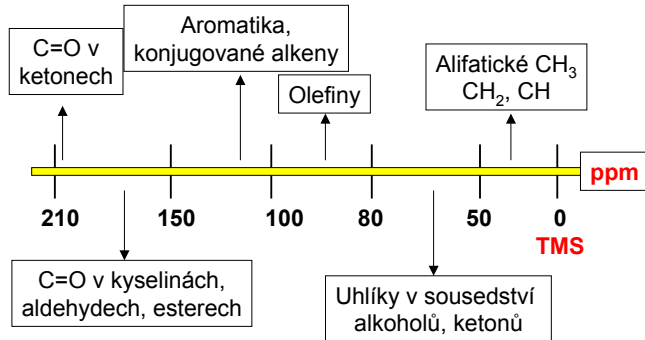 C=O v
ketonech
Aromatika,
konjugované alkeny
Olefiny
Alifatické CH₃
CH₂, CH
ppm
210 150 100 80 50 0
TMS
C=O v kyselinách,
aldehydech, esterech
Uhlíky v sousedství
alkoholů, ketonů